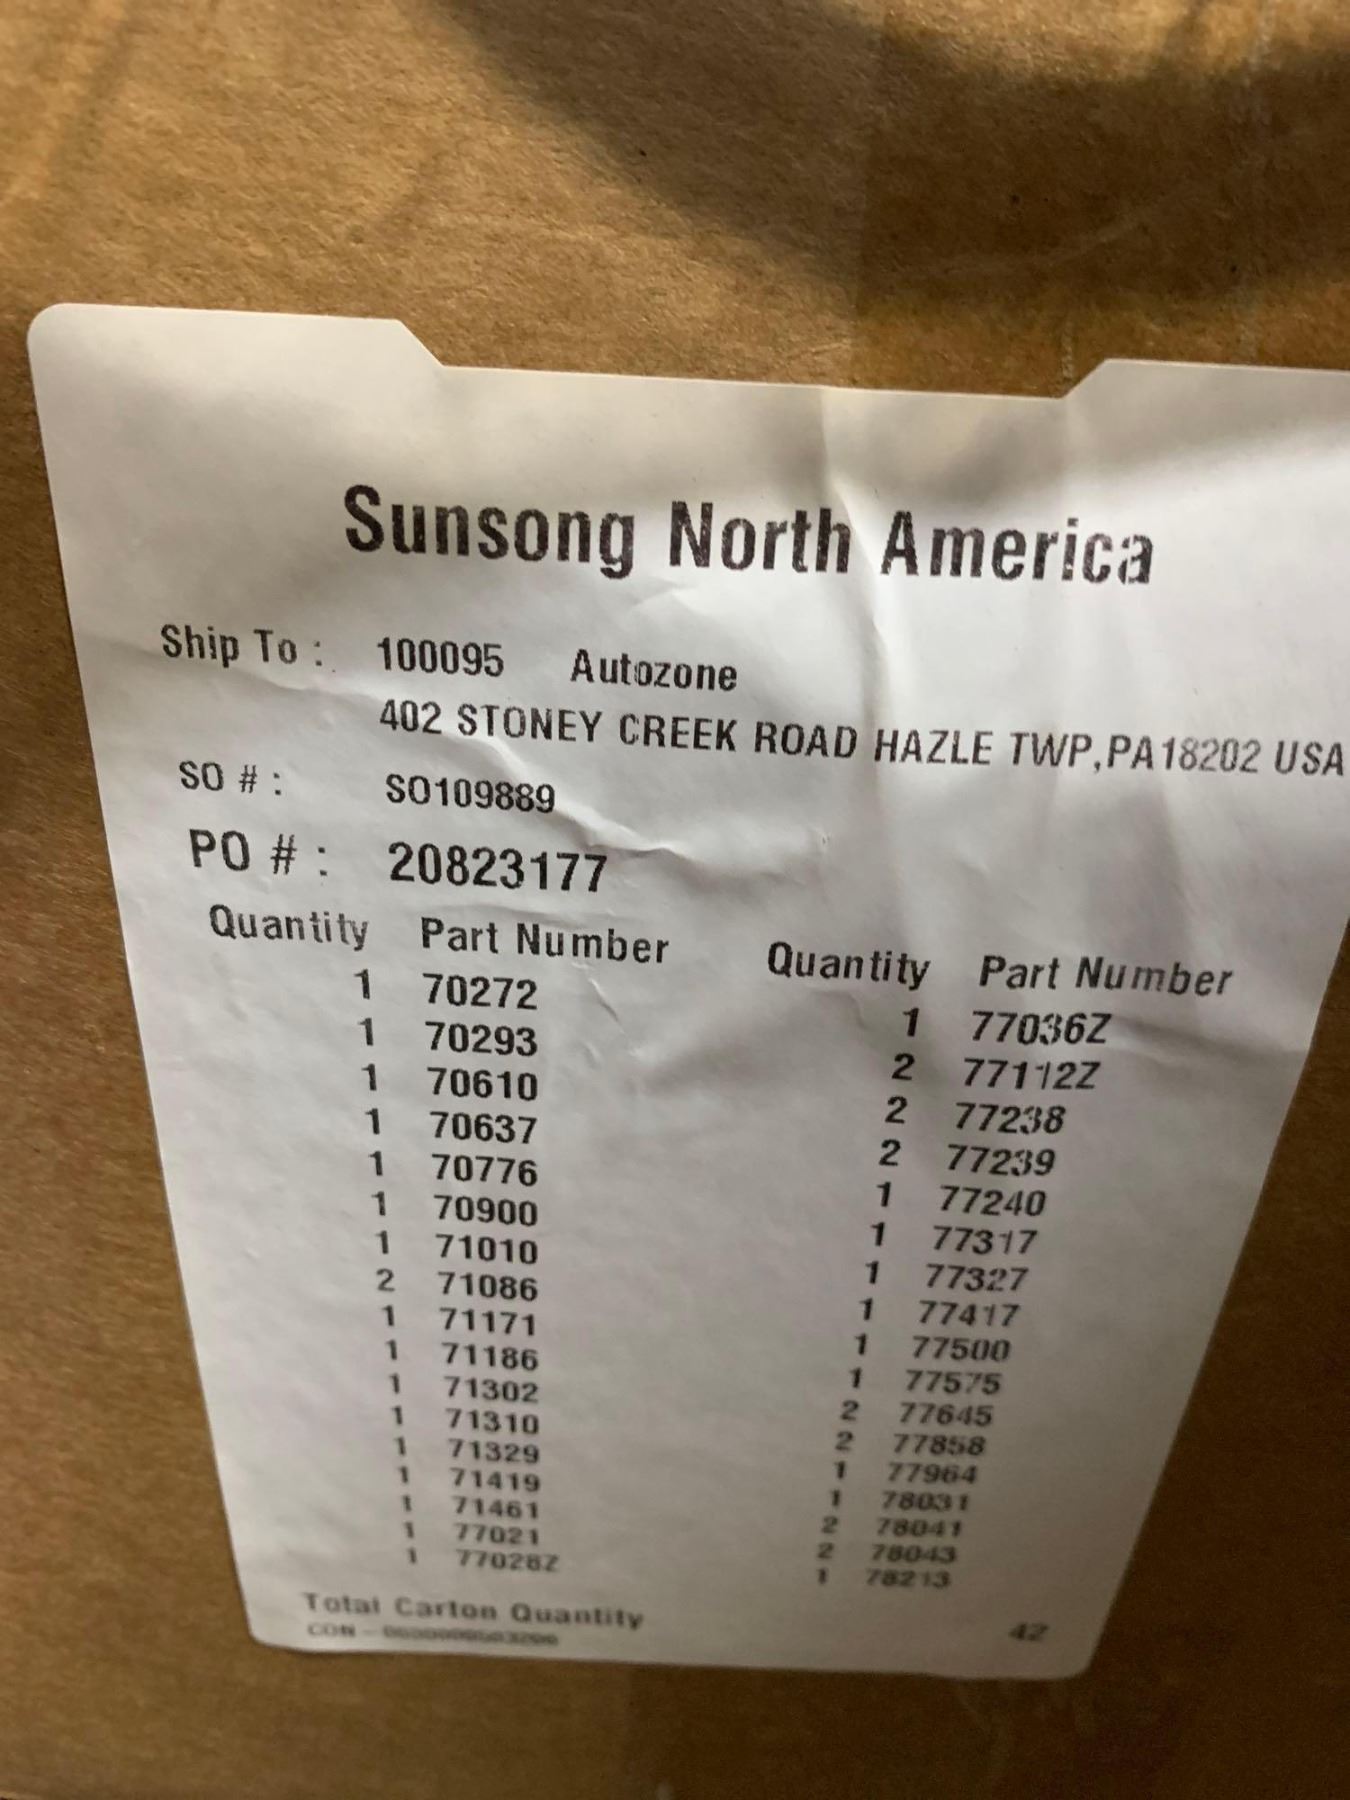 Sunsong North America
Ship To : 100095 Autozone
402 STONEY CREEK ROAD HAZLE TWP,PA18202 USA
SO # : SO109889
PO # : 20823177
Quantity Part Number
1 70272
1 70293
1 70610
1 70637
1 70776
1 70900
1 71010
2 71086
1 71171
1 71186
1 71302
1 71310
1 71329
1 71419
1 71461
1 77021
1 77028Z
Quantity Part Number
1 77036Z
2 77112Z
2 77238
2 77239
1 77240
1 77317
1 77327
1 77417
1 77500
1 77575
2 77645
2 77858
1 77964
1 78031
2 78041
2 78043
1 78213
Total Carton Quantity 42
CON -